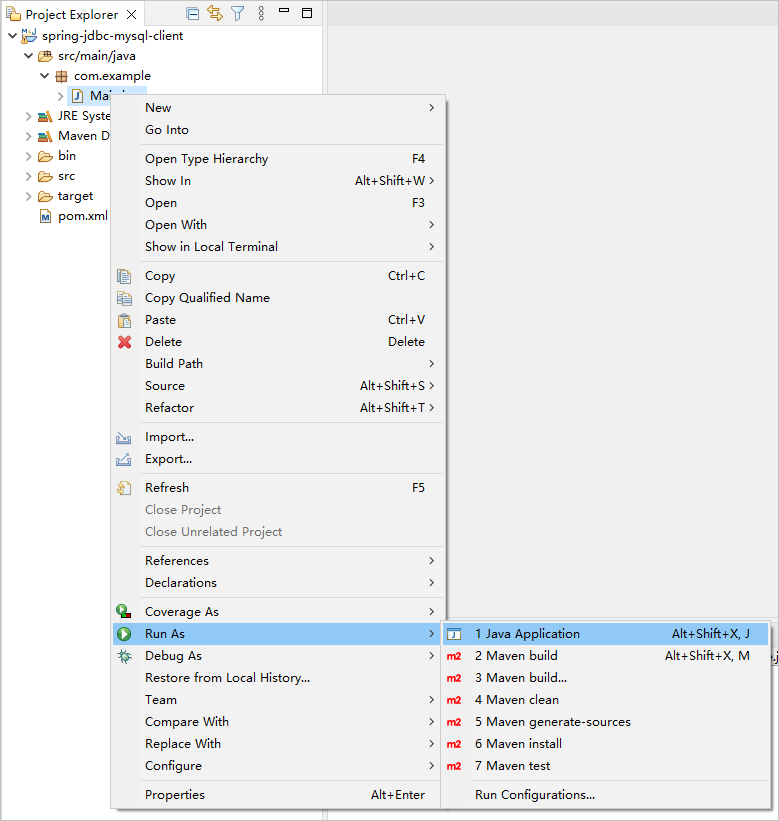 Project Explorer
spring-jdbc-mysql-client
src/main/java
com.example
JRE Syste
Maven D
bin
src
target
pom.xml
New
Go Into
Open Type Hierarchy F4
Show In Alt+Shift+W
Open F3
Open With
Show in Local Terminal
Copy Ctrl+C
Copy Qualified Name
Paste Ctrl+V
Delete Delete
Build Path
Source Alt+Shift+S
Refactor Alt+Shift+T
Import...
Export...
Refresh F5
Close Project
Close Unrelated Project
References
Declarations
Coverage As
Run As
Debug As
Restore from Local History...
Team
Compare With
Replace With
Configure
Properties Alt+Enter
1 Java Application Alt+Shift+X, J
2 Maven build Alt+Shift+X, M
3 Maven build...
4 Maven clean
5 Maven generate-sources
6 Maven install
7 Maven test
Run Configurations...